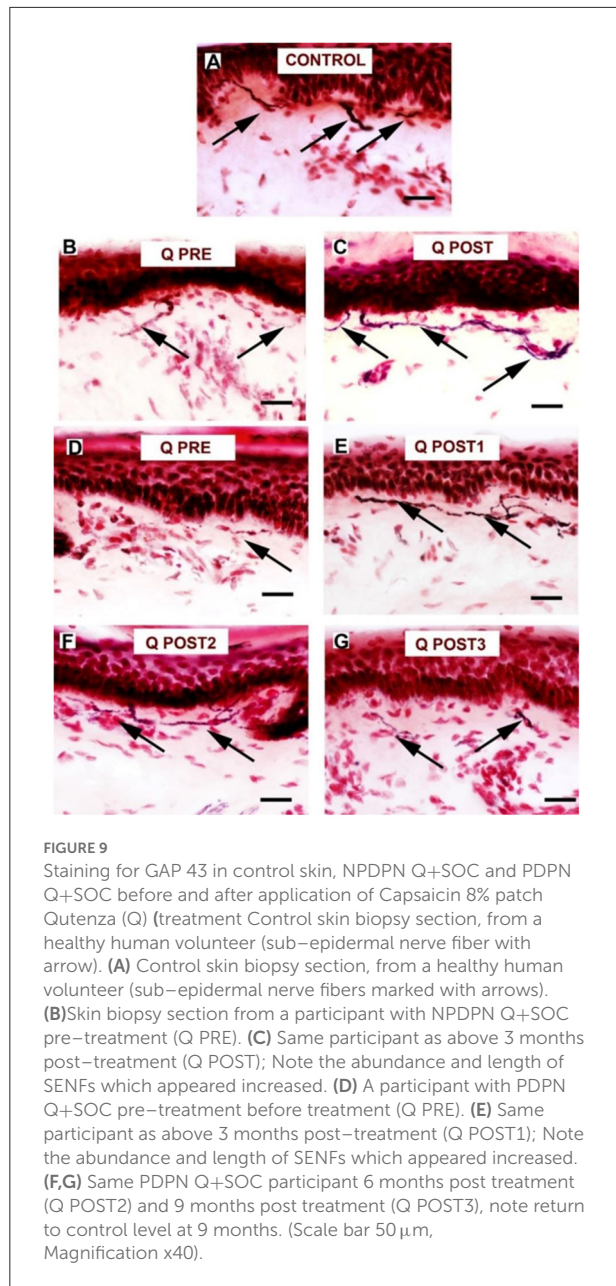 A
CONTROL
B
Q PRE
C
Q POST
D
Q PRE
E
Q POST1
F
Q POST2
G
Q POST3
FIGURE 9
Staining for GAP 43 in control skin, NPDPN Q+SOC and PDPN
Q+SOC before and after application of Capsaicin 8% patch
Qutenza (Q) (treatment Control skin biopsy section, from a
healthy human volunteer (sub–epidermal nerve fiber with
arrow). (A) Control skin biopsy section, from a healthy human
volunteer (sub–epidermal nerve fibers marked with arrows).
(B)Skin biopsy section from a participant with NPDPN Q+SOC
pre–treatment (Q PRE). (C) Same participant as above 3 months
post–treatment (Q POST); Note the abundance and length of
SENFs which appeared increased. (D) A participant with PDPN
Q+SOC pre–treatment before treatment (Q PRE). (E) Same
participant as above 3 months post–treatment (Q POST1); Note
the abundance and length of SENFs which appeared increased.
(F,G) Same PDPN Q+SOC participant 6 months post treatment
(Q POST2) and 9 months post treatment (Q POST3), note return
to control level at 9 months. (Scale bar 50 μm,
Magnification x40).